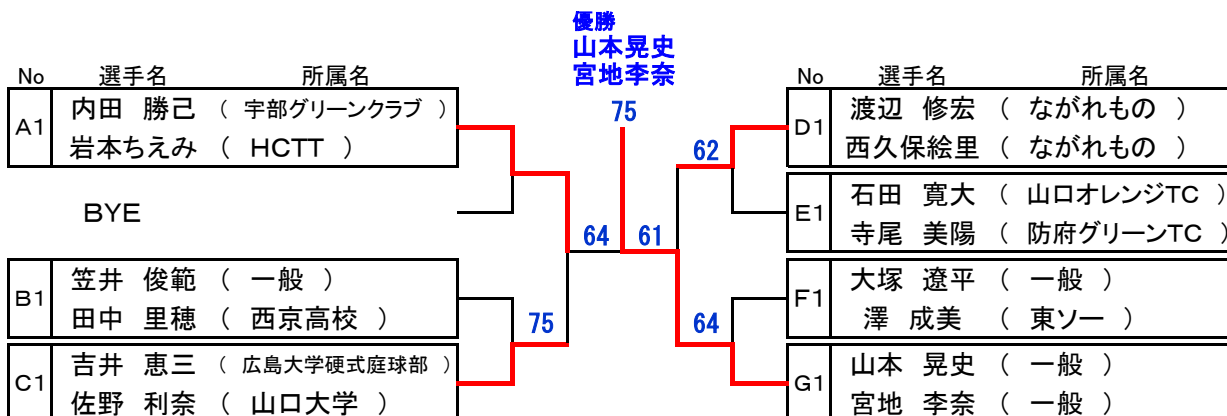 優勝
山本晃史
宮地李奈
75
No 選手名 所属名
A1 内田 勝己 ( 宇部グリーンクラブ )
岩本ちえみ ( HCTT )
BYE
B1 笠井 俊範 ( 一般 )
田中 里穂 ( 西京高校 )
C1 吉井 恵三 ( 広島大学硬式庭球部 )
佐野 利奈 ( 山口大学 )
75
64
61
62
64
No 選手名 所属名
D1 渡辺 修宏 ( ながれもの )
西久保絵里 ( ながれもの )
E1 石田 寛大 ( 山口オレンジTC )
寺尾 美陽 ( 防府グリーンTC )
F1 大塚 遼平 ( 一般 )
澤 成美 ( 東ソー )
G1 山本 晃史 ( 一般 )
宮地 李奈 ( 一般 )